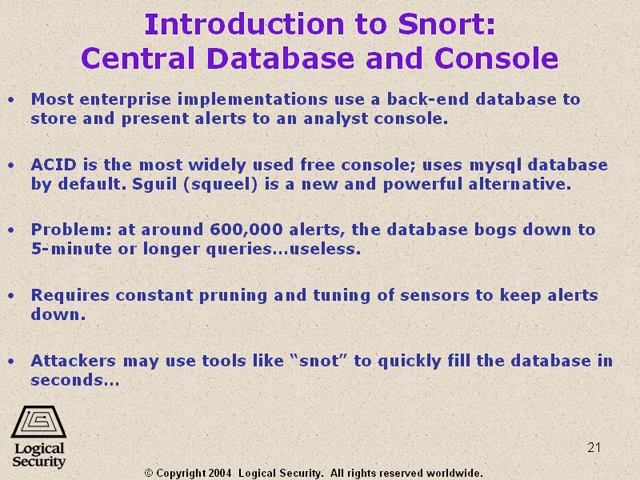 Introduction to Snort:
Central Database and Console
• Most enterprise implementations use a back-end database to
store and present alerts to an analyst console.
• ACID is the most widely used free console; uses mysql database
by default. Sguil (squeel) is a new and powerful alternative.
• Problem: at around 600,000 alerts, the database bogs down to
5-minute or longer queries…useless.
• Requires constant pruning and tuning of sensors to keep alerts
down.
• Attackers may use tools like “snot” to quickly fill the database in
seconds…
Logical
Security
21
© Copyright 2004 Logical Security. All rights reserved worldwide.